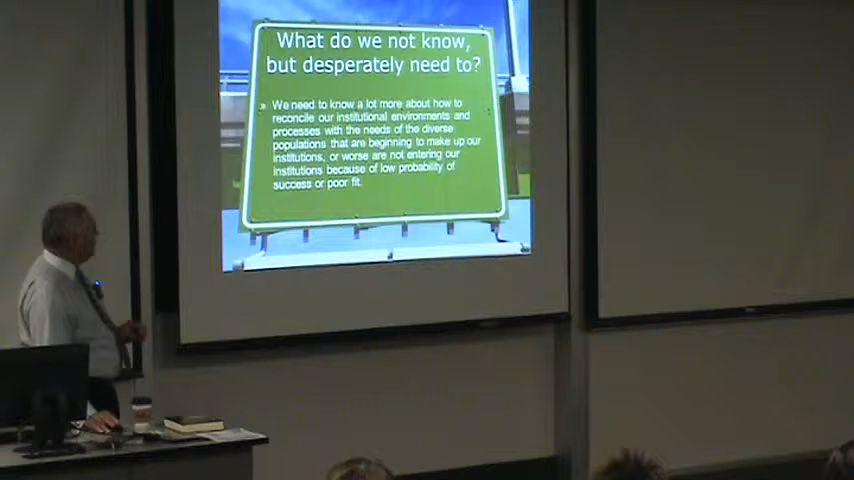 What do we not know,
but desperately need to?
» We need to know a lot more about how to
reconcile our institutional environments and
processes with the needs of the diverse
populations that are beginning to make up our
institutions, or worse are not entering our
institutions because of low probability of
success or poor fit.